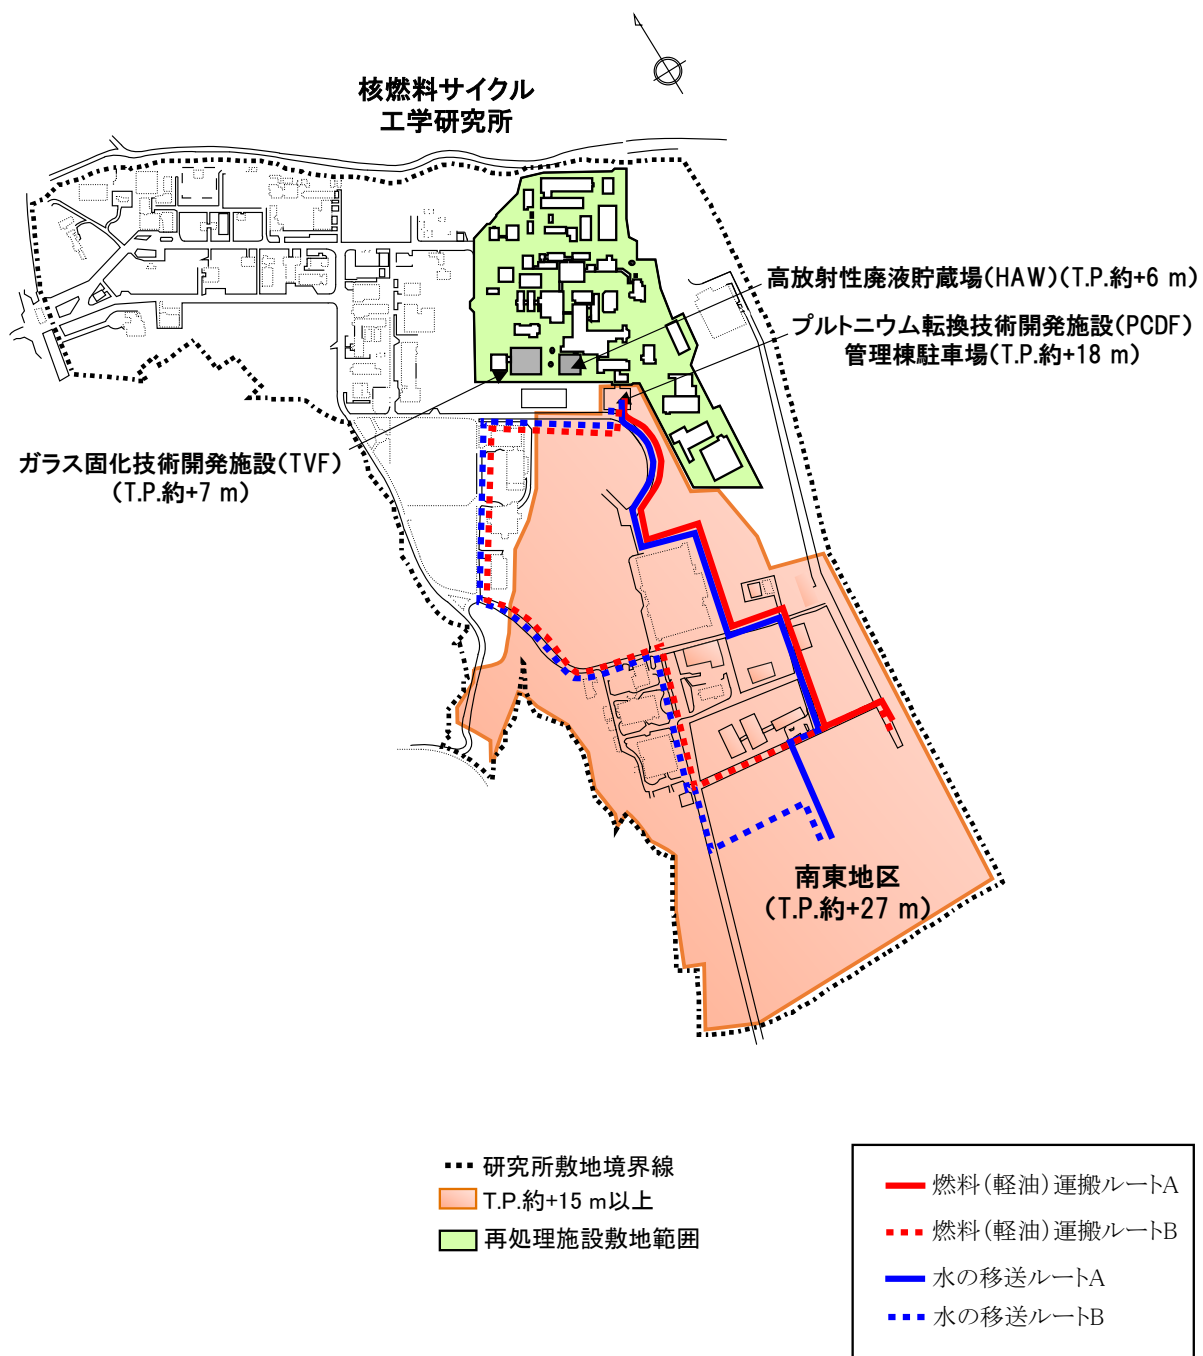 核燃料サイクル
工学研究所
高放射性廃液貯蔵場(HAW)(T.P.約+6 m)
プルトニウム転換技術開発施設(PCDF)
管理棟駐車場(T.P.約+18 m)
ガラス固化技術開発施設(TVF)
(T.P.約+7 m)
南東地区
(T.P.約+27 m)
研究所敷地境界線
T.P.約+15 m以上
再処理施設敷地範囲
燃料(軽油)運搬ルートA
燃料(軽油)運搬ルートB
水の移送ルートA
水の移送ルートB